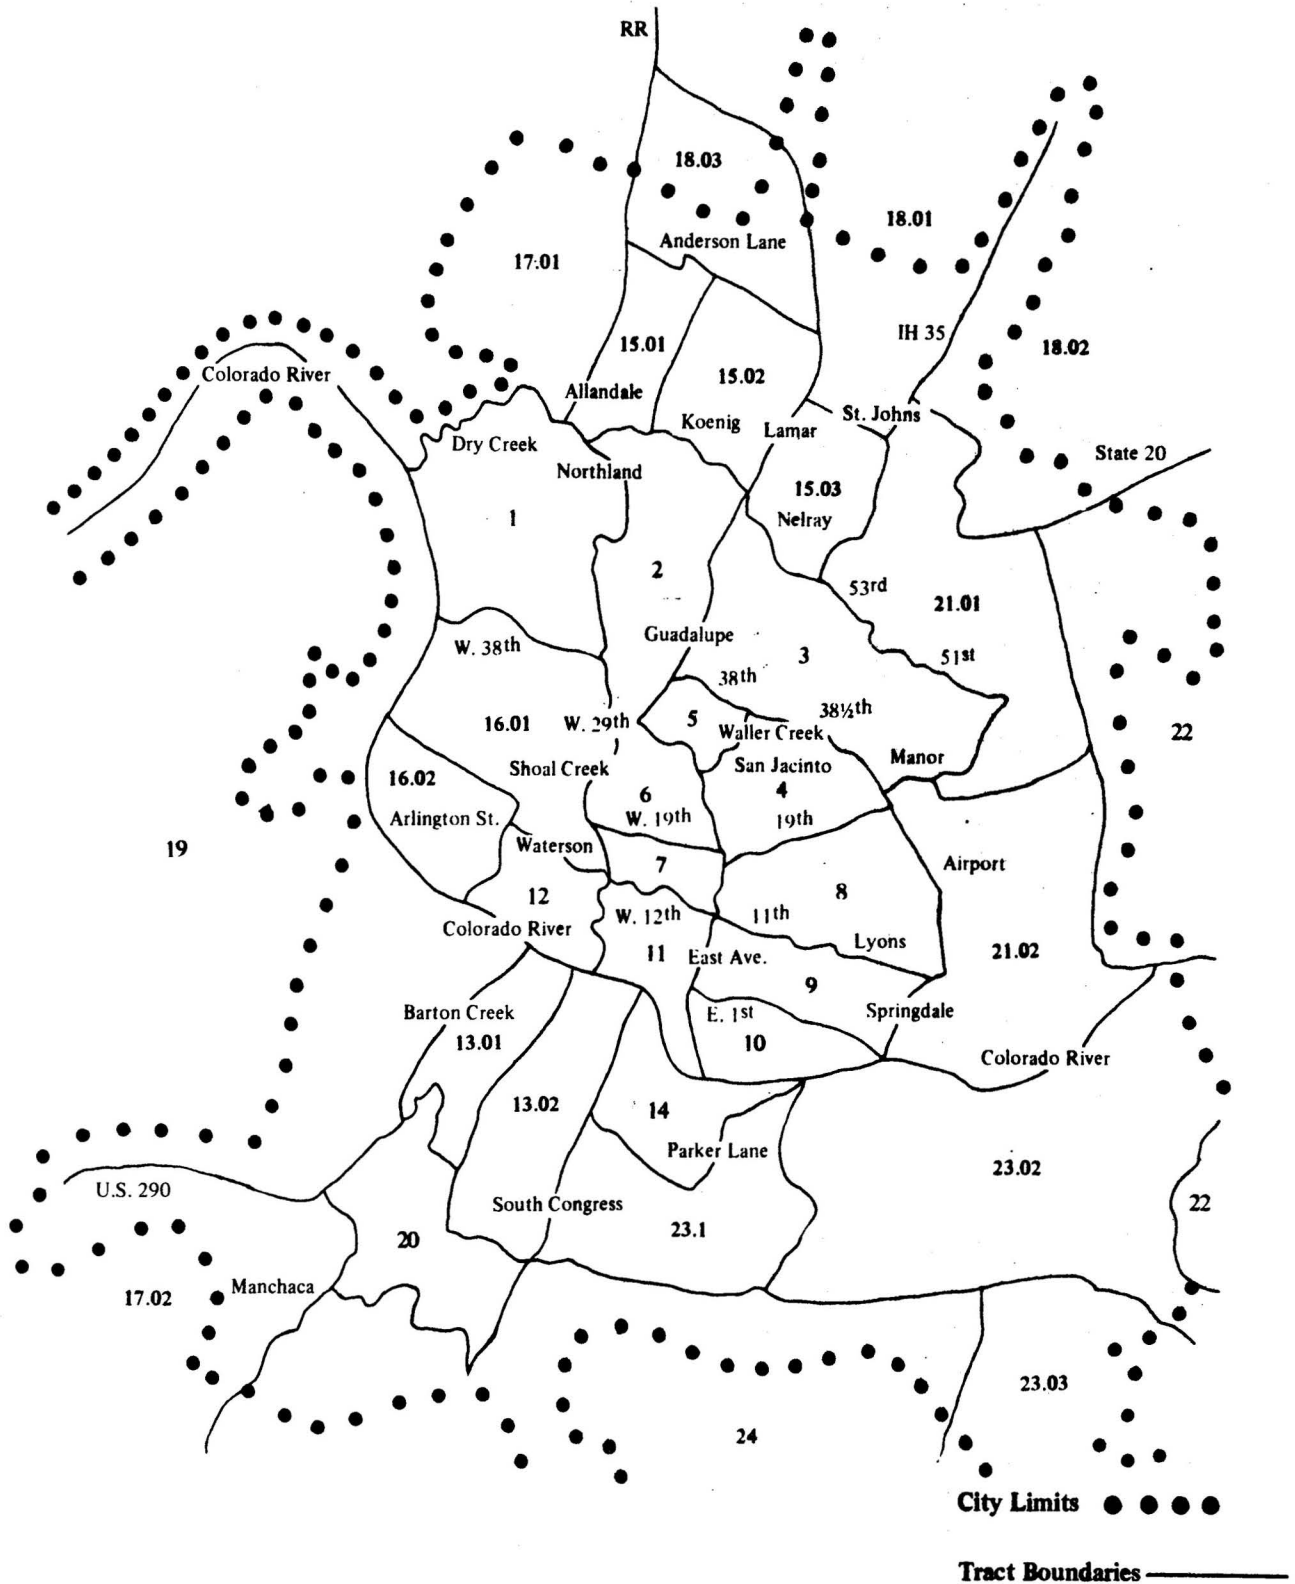 RR
18.03
18.01
Anderson Lane
17.01
IH 35
18.02
15.01
15.02
Colorado River
Allandale
St. Johns
Koenig
Lamar
Dry Creek
State 20
Northland
15.03
1
Nelray
2
53rd
21.01
Guadalupe
W. 38th
3
51st
38th
16.01
W. 29th
5
38½th
Waller Creek
22
Manor
Shoal Creek
San Jacinto
16.02
6
4
Arlington St.
W. 19th
19th
19
Waterson
7
Airport
12
8
W. 12th
11th
Colorado River
Lyons
11
East Ave.
21.02
9
Barton Creek
E. 1st
Springdale
13.01
10
Colorado River
13.02
14
Parker Lane
23.02
U.S. 290
South Congress
22
20
23.1
Manchaca
17.02
23.03
24
City Limits
Tract Boundaries